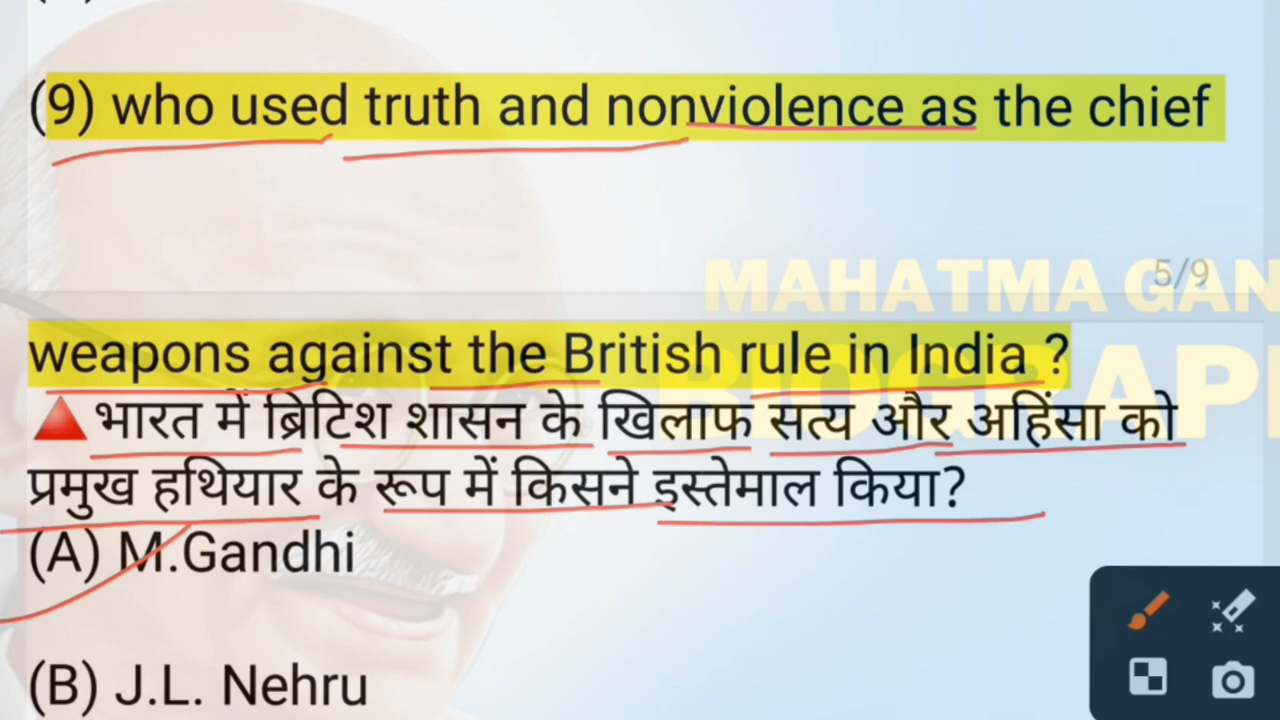 (9) who used truth and nonviolence as the chief
5/9
MAHATMA GAN
weapons against the British rule in India ?
BIOGRAP
🔺भारत में ब्रिटिश शासन के खिलाफ सत्य और अहिंसा को
प्रमुख हथियार के रूप में किसने इस्तेमाल किया?
(A) M.Gandhi
(B) J.L. Nehru